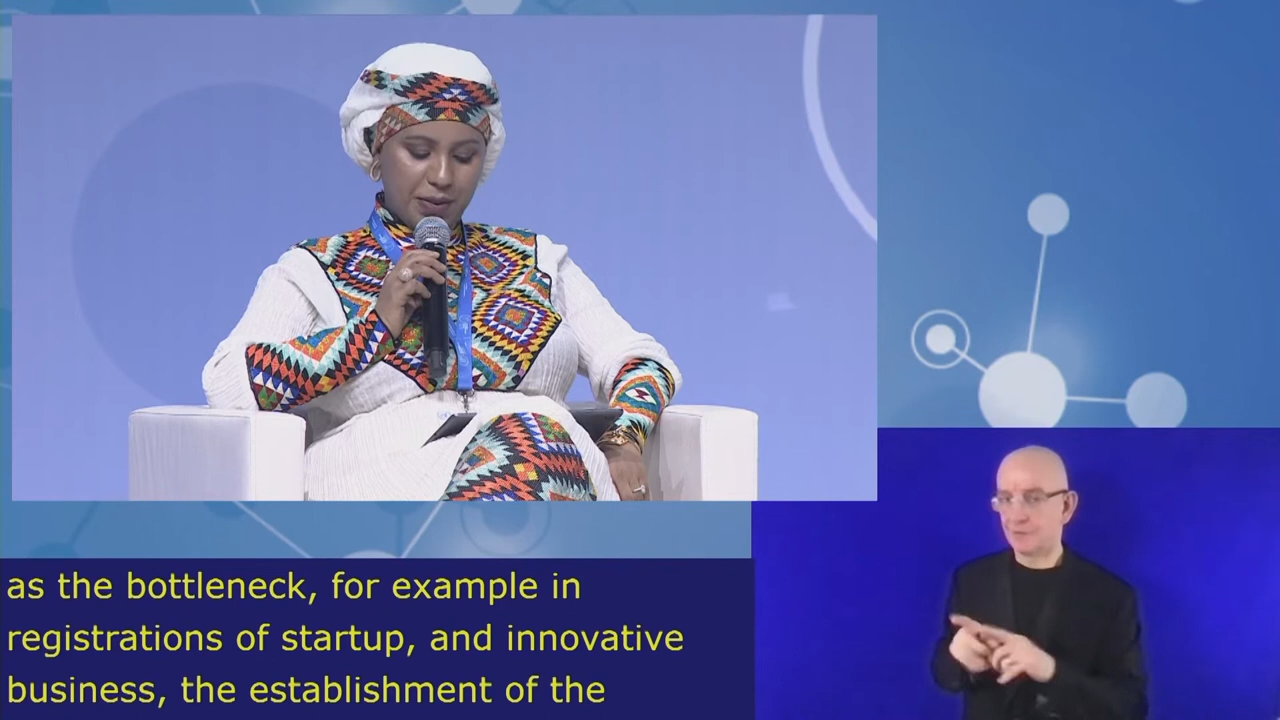 as the bottleneck, for example in
registrations of startup, and innovative
business, the establishment of the